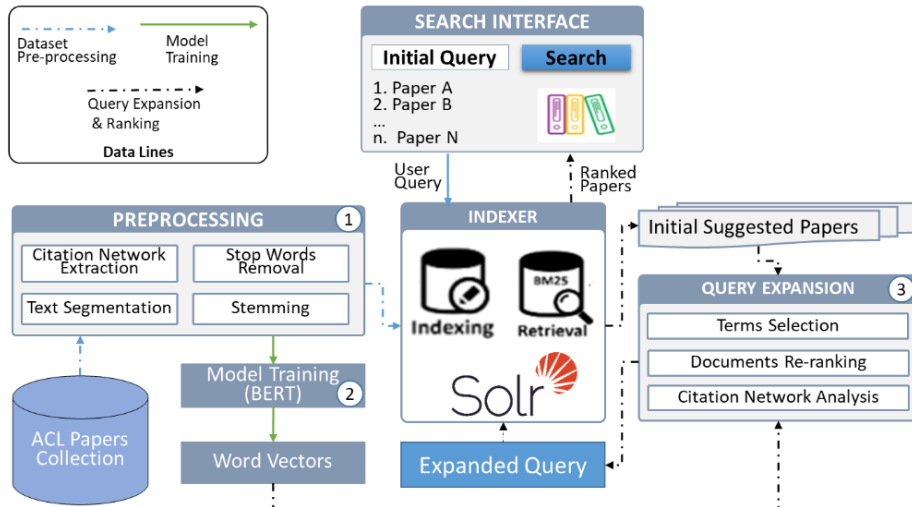 Dataset
Pre-processing
Model
Training
Query Expansion
& Ranking
Data Lines
SEARCH INTERFACE
Initial Query
Search
1. Paper A
2. Paper B
...
n. Paper N
User
Query
Ranked
Papers
PREPROCESSING
1
Citation Network
Extraction
Stop Words
Removal
Text Segmentation
Stemming
INDEXER
Indexing
BM25
Retrieval
Solr
Initial Suggested Papers
QUERY EXPANSION
3
Terms Selection
Documents Re-ranking
Citation Network Analysis
Model Training
(BERT)
2
ACL Papers
Collection
Word Vectors
Expanded Query